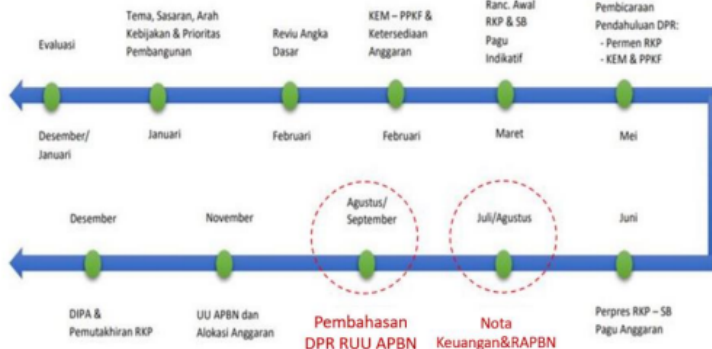 Evaluasi
Tema, Sasaran, Arah
Kebijakan & Prioritas
Pembangunan
Reviu Angka
Dasar
KEM – PPKF &
Ketersediaan
Anggaran
Ranc. Awal
RKP & SB
Pagu
Indikatif
Pembicaraan
Pendahuluan DPR:
- Permen RKP
- KEM & PPKF
Desember/
Januari
Januari
Februari
Februari
Maret
Mei
Desember
November
Agustus/
September
Juli/Agustus
Juni
DIPA &
Pemutakhiran RKP
UU APBN dan
Alokasi Anggaran
Pembahasan
DPR RUU APBN
Nota
Keuangan&RAPBN
Perpres RKP – SB
Pagu Anggaran